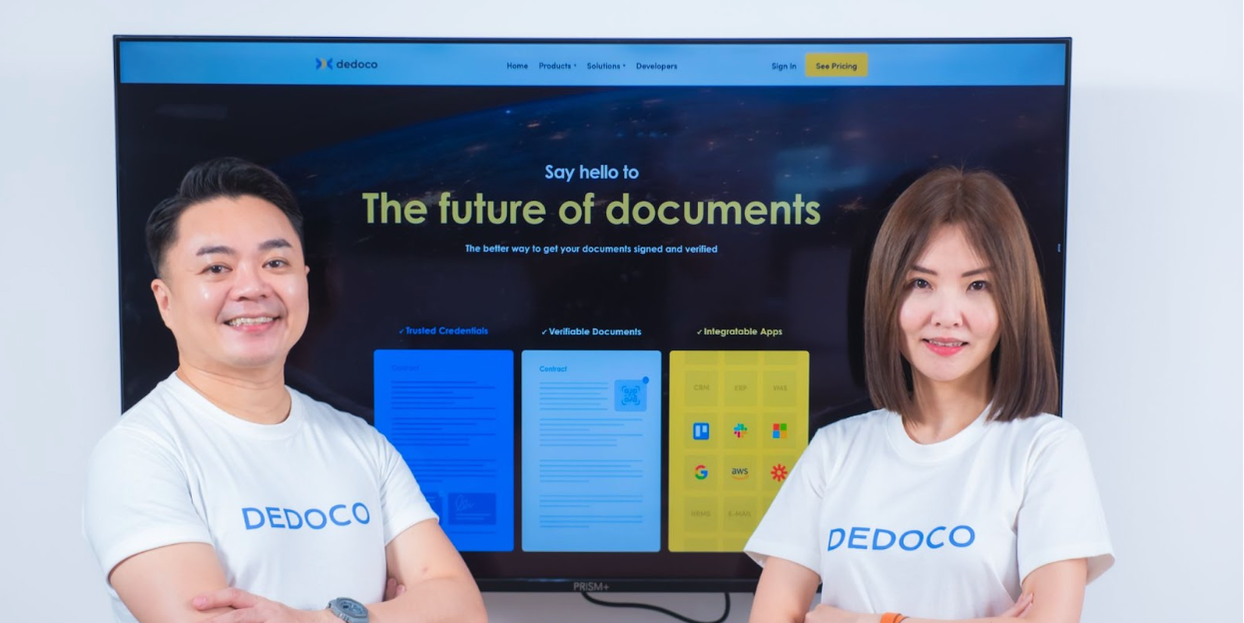 dedoco
Home Products Solutions Developers
Sign In See Pricing
Say hello to
The future of documents
The better way to get your documents signed and verified
✓ Trusted Credentials
✓ Verifiable Documents
✓ Integratable Apps
Contract
Contract
CRM ERP
aws
DEDOCO
DEDOCO
PRISM+